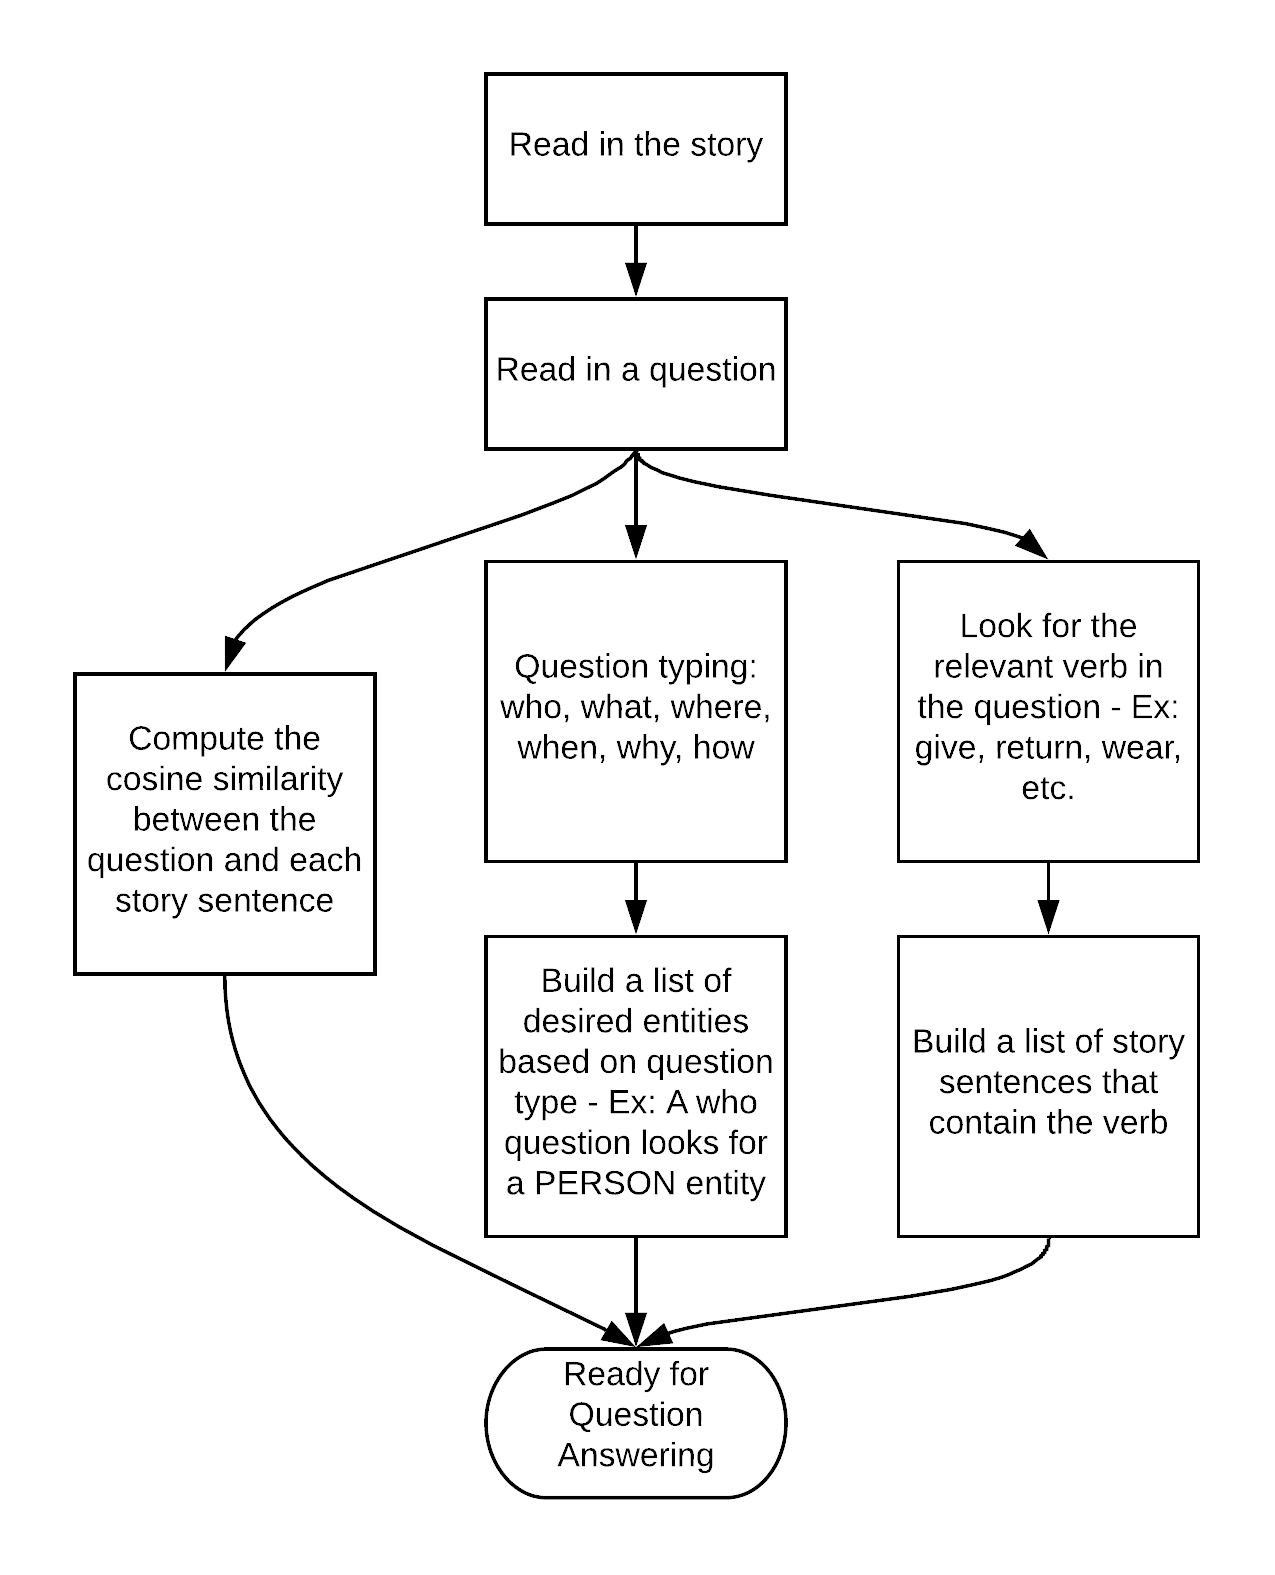 Read in the story
Read in a question
Compute the
cosine similarity
between the
question and each
story sentence
Question typing:
who, what, where,
when, why, how
Look for the
relevant verb in
the question - Ex:
give, return, wear,
etc.
Build a list of
desired entities
based on question
type - Ex: A who
question looks for
a PERSON entity
Build a list of story
sentences that
contain the verb
Ready for
Question
Answering